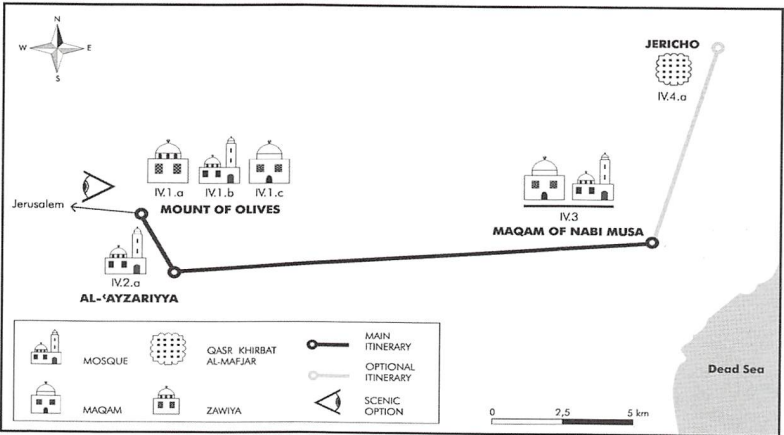 N
W
E
S
JERICHO
IV.4.a
IV.1.a
IV.1.b
IV.1.c
MOUNT OF OLIVES
Jerusalem
IV.3
MAQAM OF NABI MUSA
IV.2.a
AL-‘AYZARIYYA
MOSQUE
QASR KHIRBAT
AL-MAFJAR
MAIN
ITINERARY
OPTIONAL
ITINERARY
MAQAM
ZAWIYA
SCENIC
OPTION
Dead Sea
0
2,5
5 km